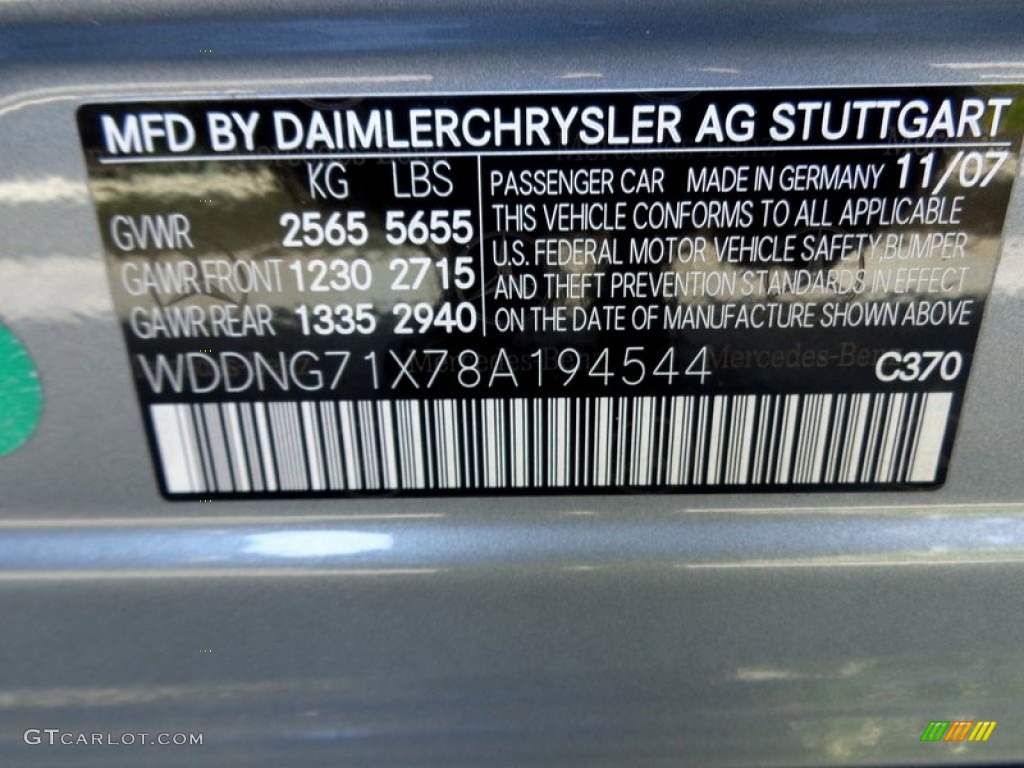 MFD BY DAIMLERCHRYSLER AG STUTTGART
KG LBS
GVWR 2565 5655
GAWR FRONT 1230 2715
GAWR REAR 1335 2940
PASSENGER CAR MADE IN GERMANY 11/07
THIS VEHICLE CONFORMS TO ALL APPLICABLE
U.S. FEDERAL MOTOR VEHICLE SAFETY, BUMPER
AND THEFT PREVENTION STANDARDS IN EFFECT
ON THE DATE OF MANUFACTURE SHOWN ABOVE
WDDNG71X78A194544 C370
Mercedes-Benz
GTCARLOT.COM